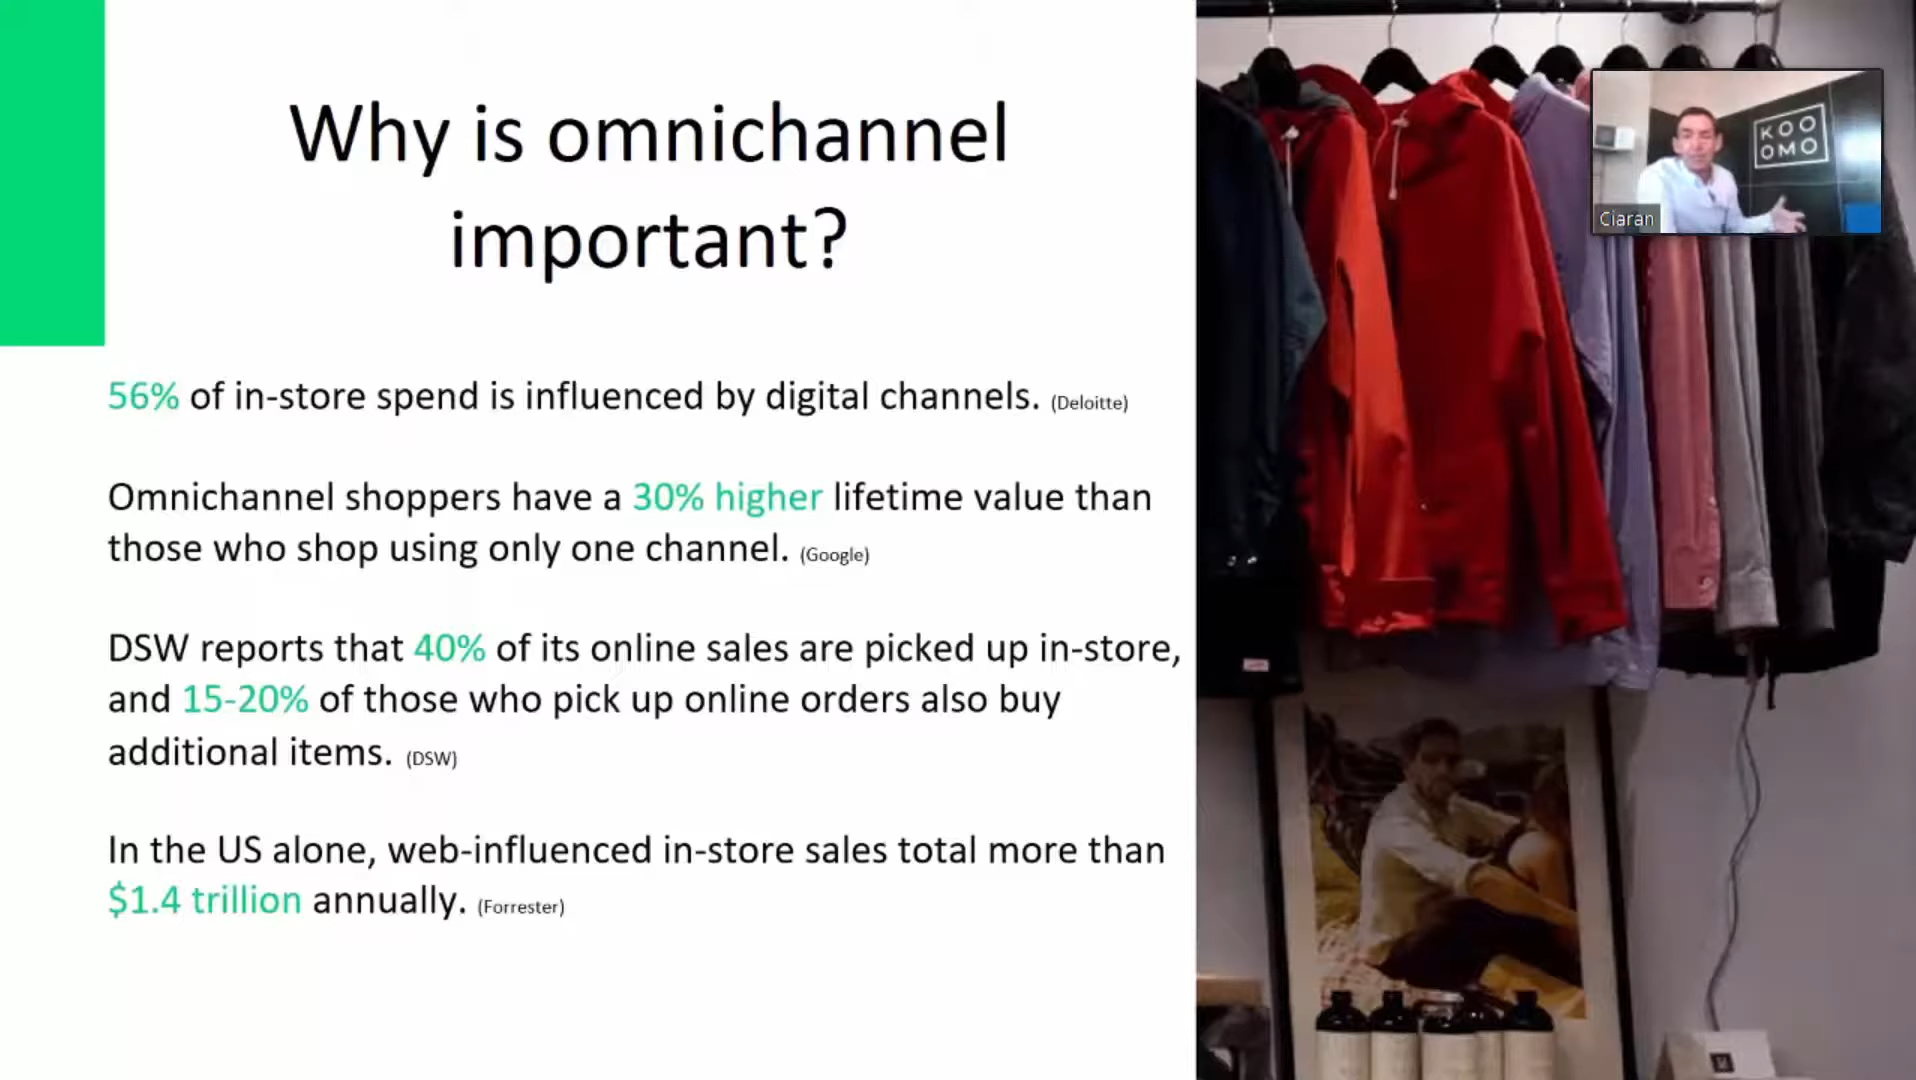 Why is omnichannel
important?
56% of in-store spend is influenced by digital channels. (Deloitte)
Omnichannel shoppers have a 30% higher lifetime value than
those who shop using only one channel. (Google)
DSW reports that 40% of its online sales are picked up in-store,
and 15-20% of those who pick up online orders also buy
additional items. (DSW)
In the US alone, web-influenced in-store sales total more than
$1.4 trillion annually. (Forrester)
KOO
OMO
Ciaran